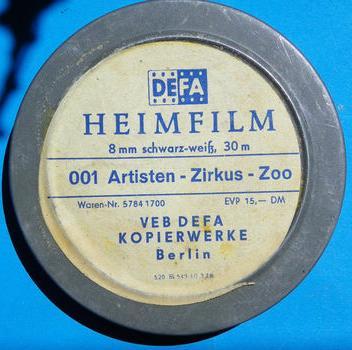 DEFA
HEIMFILM
8 mm schwarz-weiß, 30 m
001 Artisten - Zirkus - Zoo
Waren-Nr. 5784 1700 EVP 15,— DM
VEB DEFA
KOPIERWERKE
Berlin